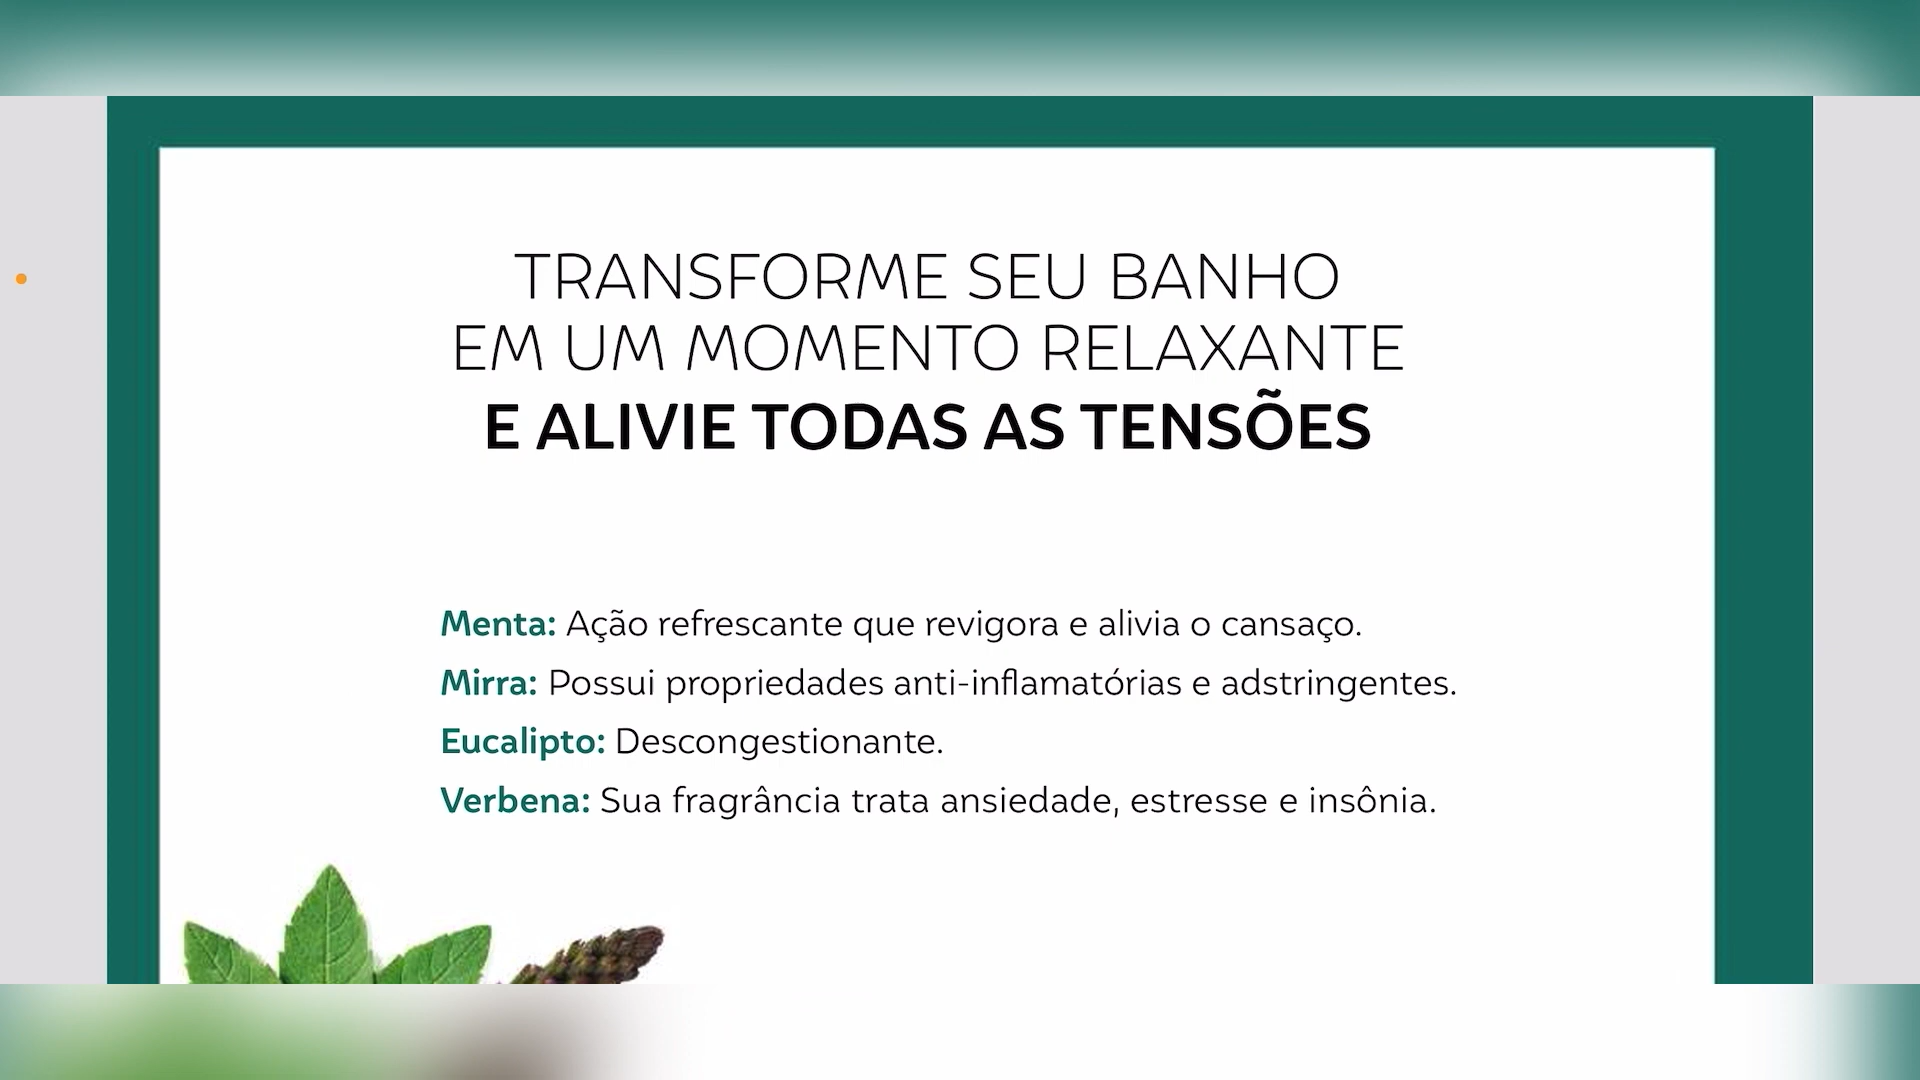 TRANSFORME SEU BANHO
EM UM MOMENTO RELAXANTE
E ALIVIE TODAS AS TENSÕES
Menta: Ação refrescante que revigora e alivia o cansaço.
Mirra: Possui propriedades anti-inflamatórias e adstringentes.
Eucalipto: Descongestionante.
Verbena: Sua fragrância trata ansiedade, estresse e insônia.